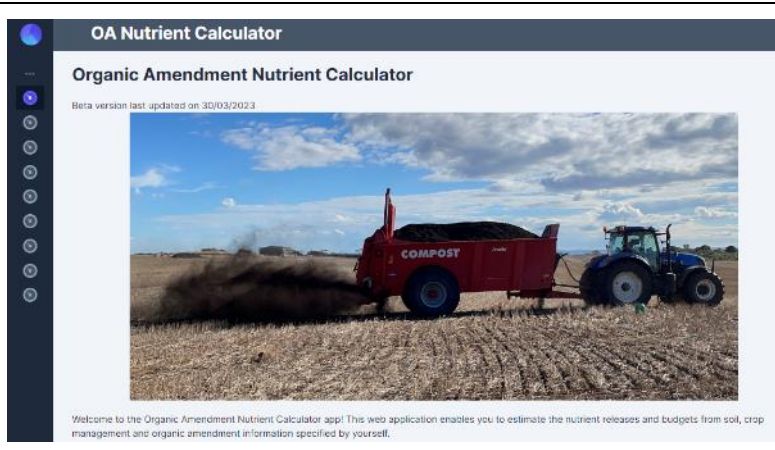 OA Nutrient Calculator
Organic Amendment Nutrient Calculator
Beta version last updated on 30/03/2023
COMPOST
Welcome to the Organic Amendment Nutrient Calculator app! This web application enables you to estimate the nutrient releases and budgets from soil, crop
management and organic amendment information specified by yourself.